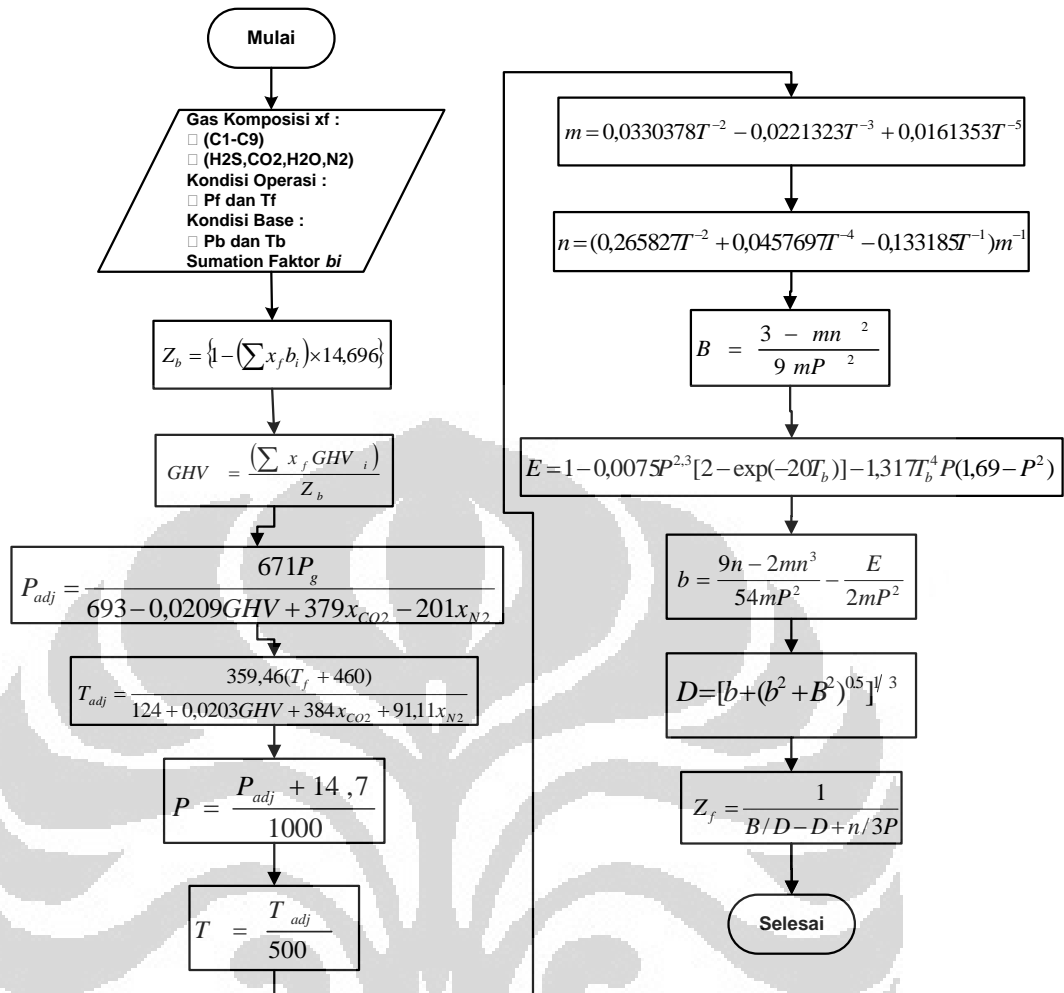 Mulai
Gas Komposisi xf :
□ (C1-C9)
□ (H2S,CO2,H2O,N2)
Kondisi Operasi :
□ Pf dan Tf
Kondisi Base :
□ Pb dan Tb
Sumation Faktor bi
Z_b = {1-(∑x_f b_i)×14,696}
GHV = (∑ x_f GHV_i) / Z_b
P_adj = 671P_g / (693-0,0209GHV+379x_CO2-201x_N2)
T_adj = 359,46(T_f+460) / (124+0,0203GHV+384x_CO2+91,11x_N2)
P = (P_adj + 14,7) / 1000
T = T_adj / 500
m=0,0330378T^-2 - 0,0221323T^-3 + 0,0161353T^-5
n=(0,265827T^-2 + 0,0457697T^-4 - 0,133185T^-1)m^-1
B = (3 - mn^2) / (9 mP^2)
E=1-0,0075P^2,3[2-exp(-20T_b)]-1,317T_b^4 P(1,69-P^2)
b = (9n-2mn^3)/(54mP^2) - E/(2mP^2)
D=[b+(b^2+B^2)^0.5]^1/3
Z_f = 1 / (B/D-D+n/3P)
Selesai